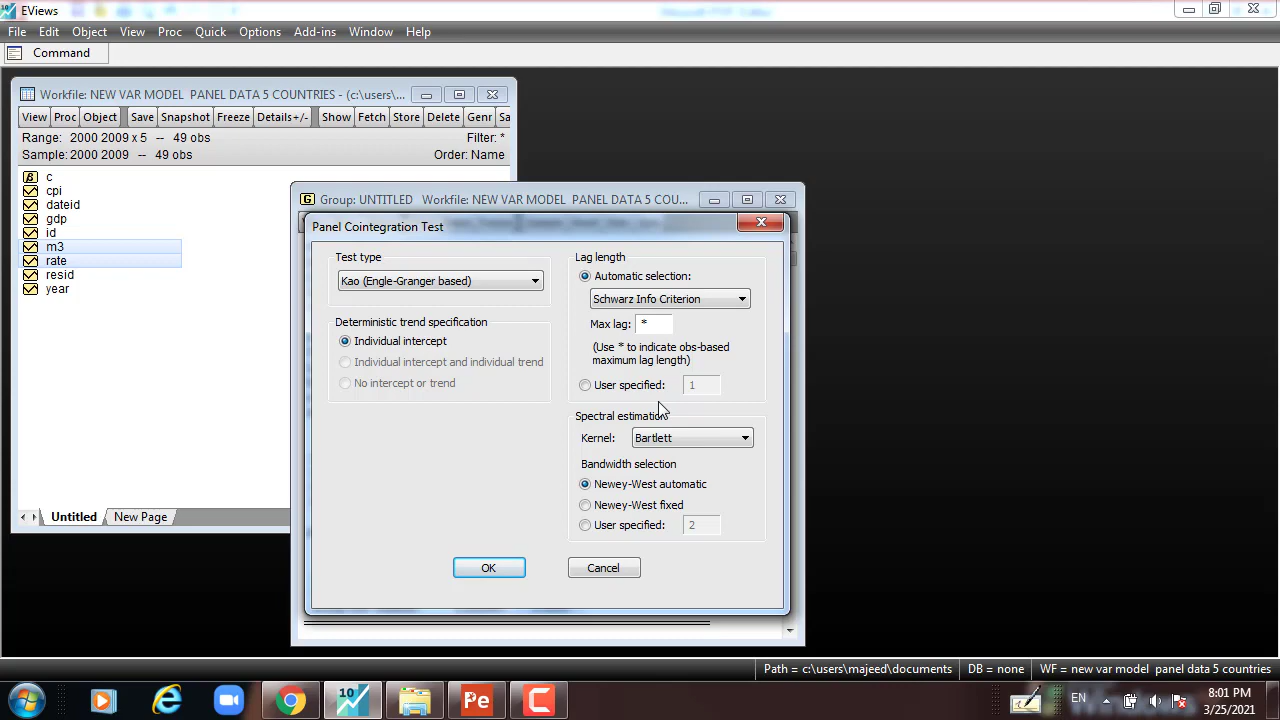 10
EViews
File Edit Object View Proc Quick Options Add-ins Window Help
Command
Workfile: NEW VAR MODEL PANEL DATA 5 COUNTRIES - (c:\users\...
View Proc Object Save Snapshot Freeze Details+/- Show Fetch Store Delete Genr Sa
Range: 2000 2009 x 5 -- 49 obs Filter: *
Sample: 2000 2009 -- 49 obs Order: Name
β c
cpi
dateid
gdp
id
m3
rate
resid
year
Untitled New Page
G Group: UNTITLED Workfile: NEW VAR MODEL PANEL DATA 5 COU...
Panel Cointegration Test
Test type
Kao (Engle-Granger based)
Deterministic trend specification
Individual intercept
Individual intercept and individual trend
No intercept or trend
Lag length
Automatic selection:
Schwarz Info Criterion
Max lag: *
(Use * to indicate obs-based
maximum lag length)
User specified: 1
Spectral estimation
Kernel: Bartlett
Bandwidth selection
Newey-West automatic
Newey-West fixed
User specified: 2
OK Cancel
Path = c:\users\majeed\documents DB = none WF = new var model panel data 5 countries
10 Pe EN 8:01 PM
3/25/2021